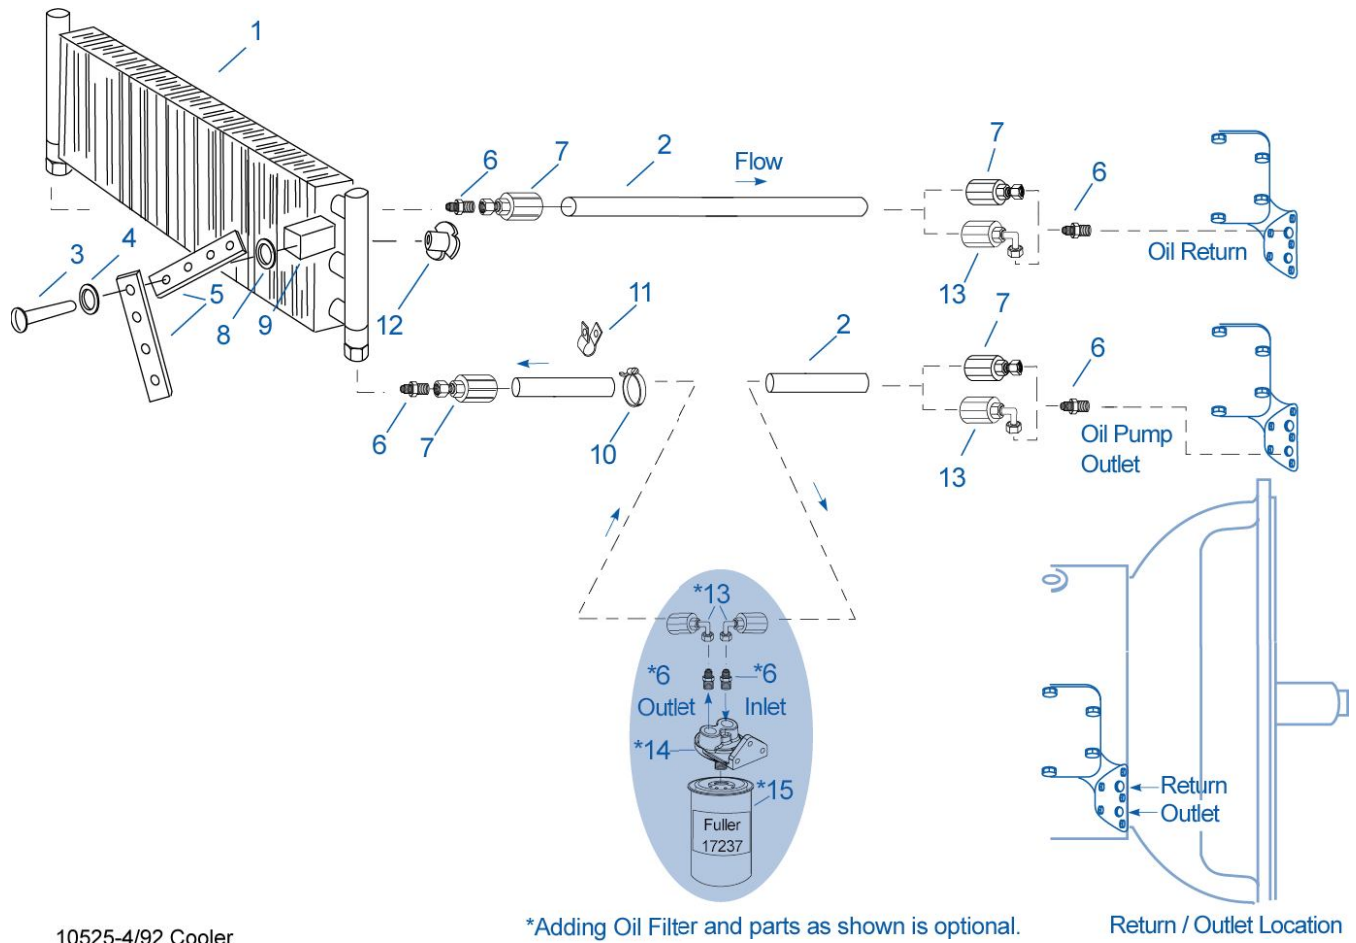 1
6
7
2
Flow
7
6
3
4
5
8
9
12
13
Oil Return
11
2
7
6
6
7
10
13
Oil Pump
Outlet
*13
*6
*6
Outlet
Inlet
*14
*15
Fuller
17237
Return
Outlet
10525-4/92 Cooler
*Adding Oil Filter and parts as shown is optional.
Return / Outlet Location